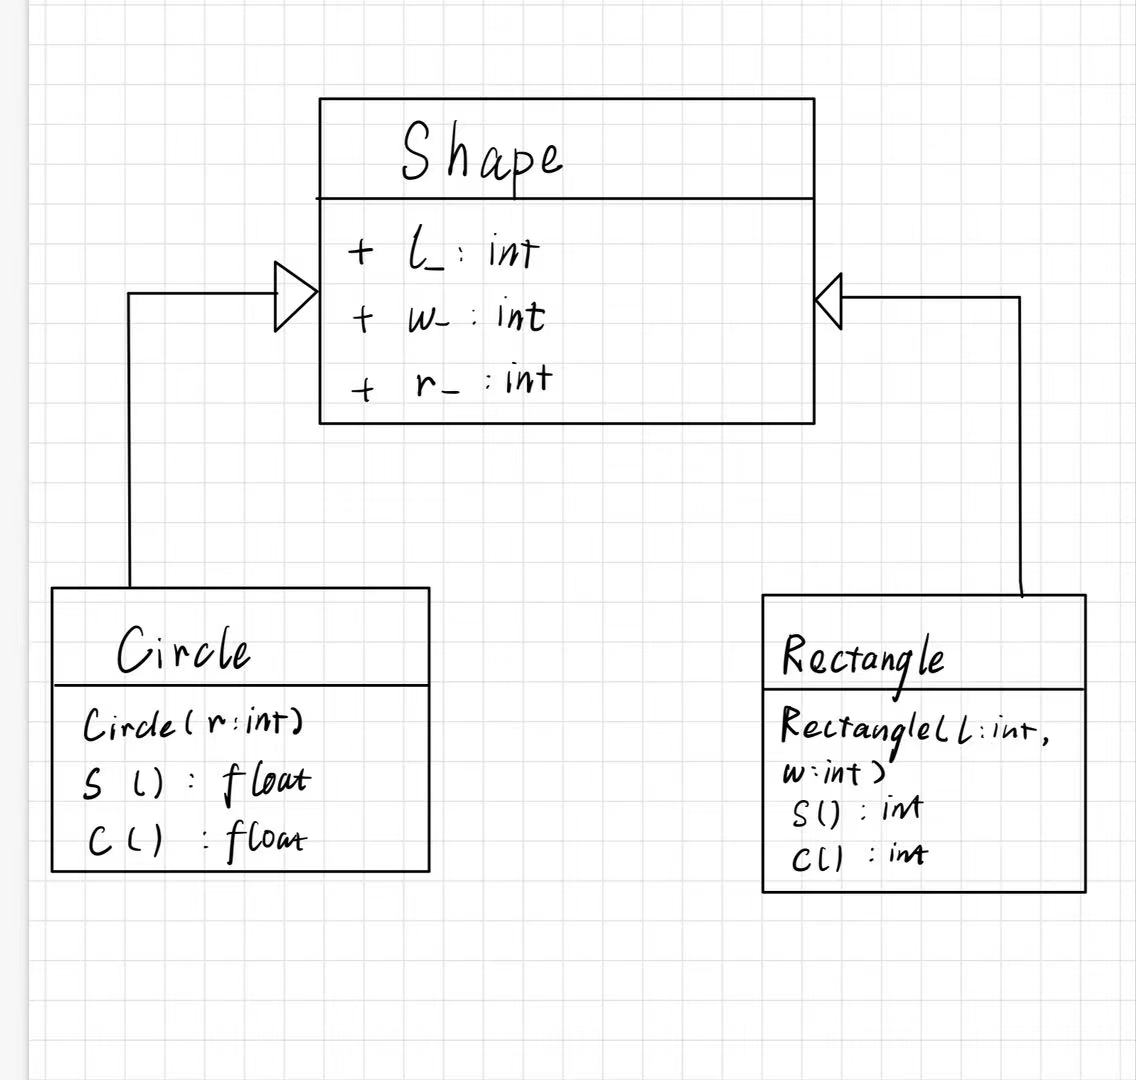 Shape
+ l_ : int
+ w_ : int
+ r_ : int
Circle
Circle(r:int)
S () : float
C () : float
Rectangle
Rectangle(l:int,
w:int)
S() : int
C() : int